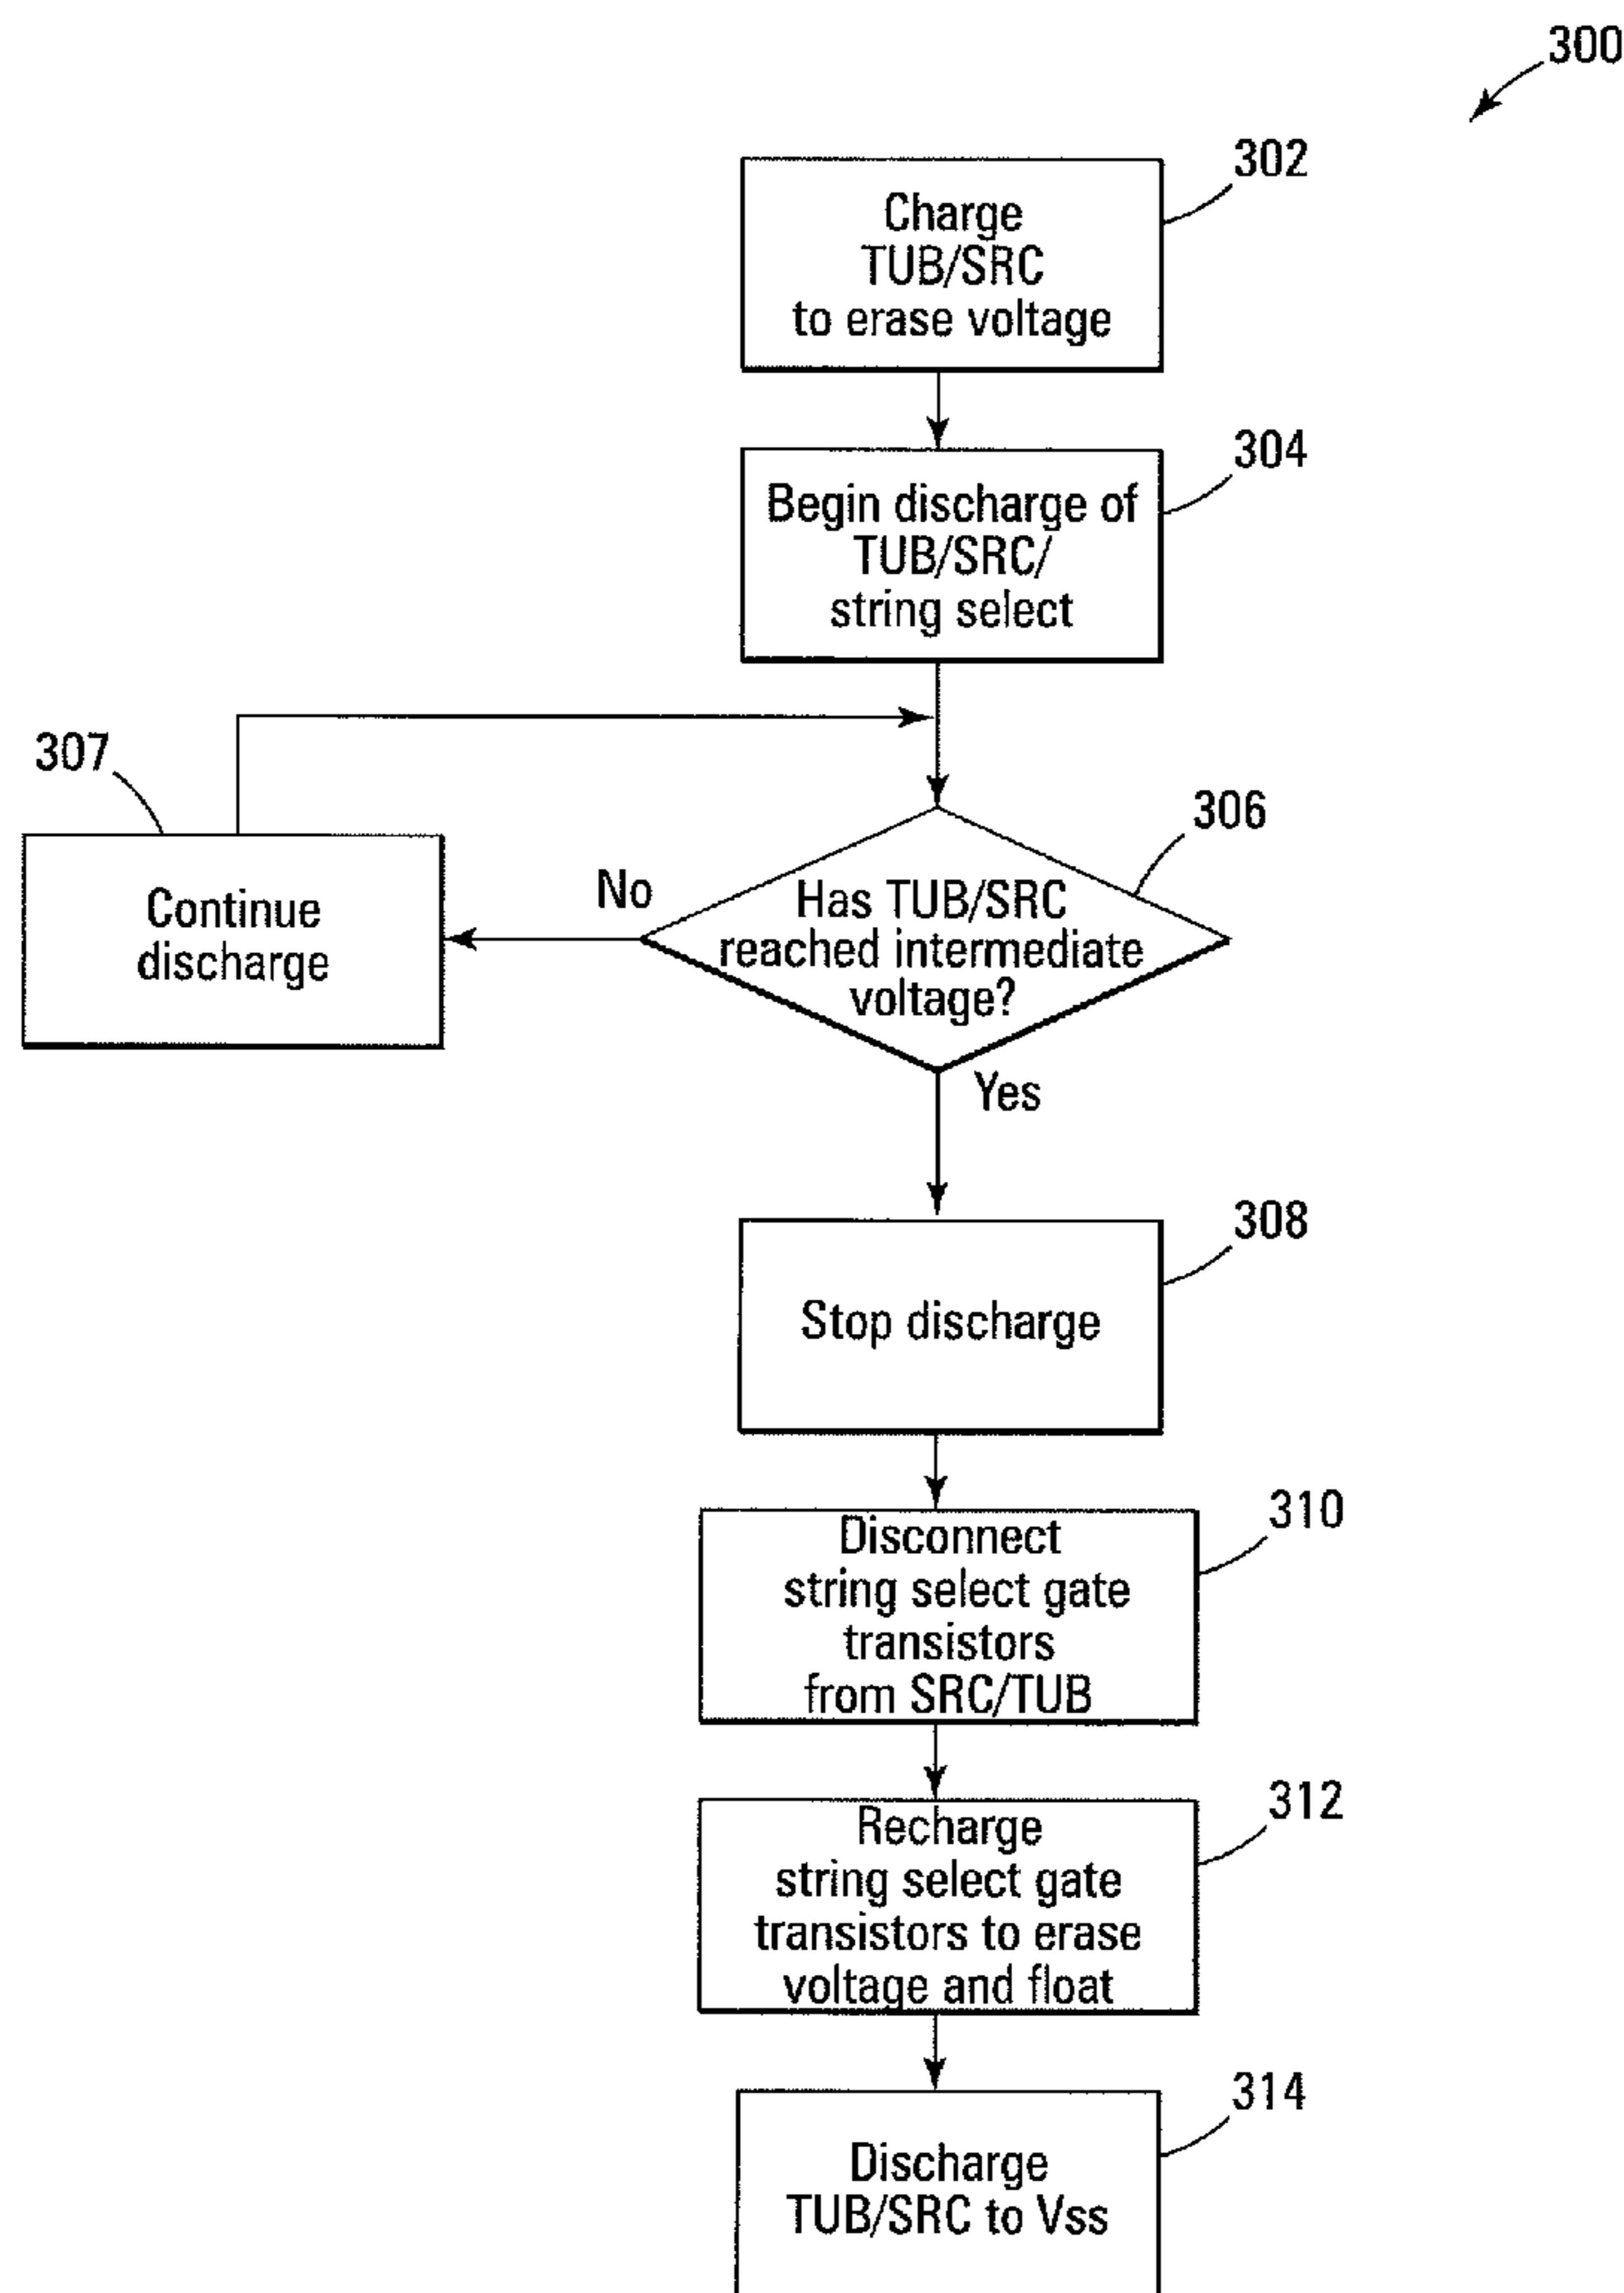 300
302
Charge
TUB/SRC
to erase voltage
304
Begin discharge of
TUB/SRC/
string select
307
Continue
discharge
No
306
Has TUB/SRC
reached intermediate
voltage?
Yes
308
Stop discharge
310
Disconnect
string select gate
transistors
from SRC/TUB
312
Recharge
string select gate
transistors to erase
voltage and float
314
Discharge
TUB/SRC to Vss